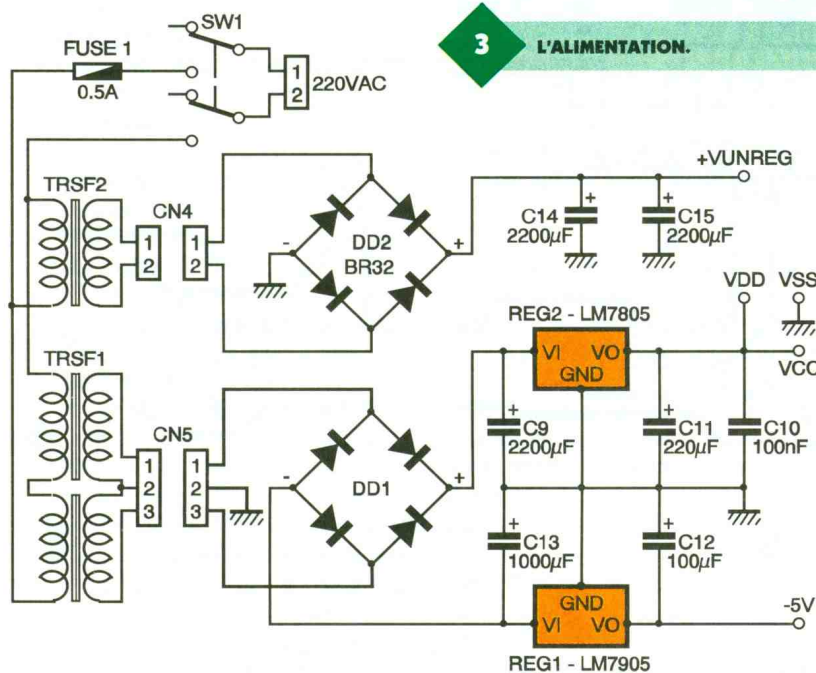 3
L'ALIMENTATION.
SW1
FUSE 1
0.5A
1
2
220VAC
+VUNREG
TRSF2
CN4
1
2
1
2
-
DD2
BR32
+
+
C14
2200µF
+
C15
2200µF
VDD
VSS
REG2 - LM7805
VI
VO
GND
VCC
TRSF1
CN5
1
2
3
1
2
3
-
DD1
+
+
C9
2200µF
+
C11
220µF
C10
100nF
+
C13
1000µF
+
C12
100µF
GND
VI
VO
-5V
REG1 - LM7905